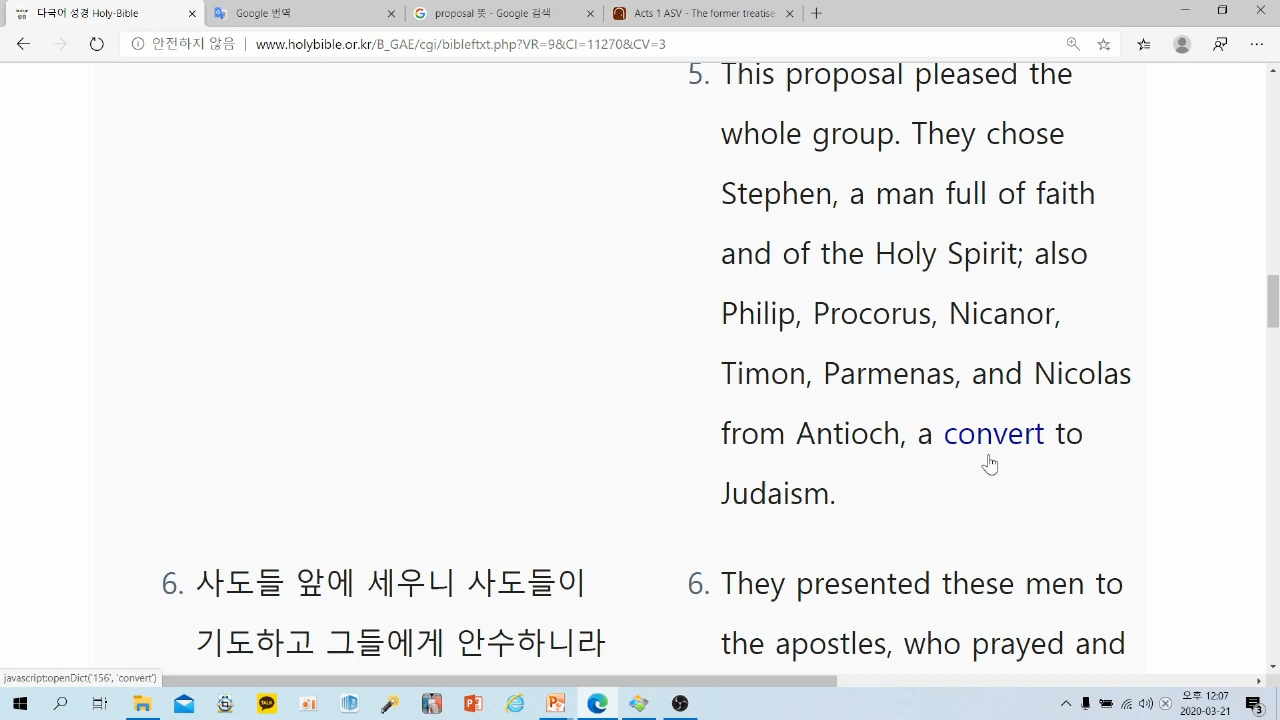 다국어 성경 Holy-Bible
Google 번역
proposal 뜻 - Google 검색
Acts 1 ASV - The former treatise
안전하지 않음 | www.holybible.or.kr/B_GAE/cgi/bibleftxt.php?VR=9&CI=11270&CV=3
5. This proposal pleased the
whole group. They chose
Stephen, a man full of faith
and of the Holy Spirit; also
Philip, Procorus, Nicanor,
Timon, Parmenas, and Nicolas
from Antioch, a convert to
Judaism.
6. 사도들 앞에 세우니 사도들이
기도하고 그들에게 안수하니라
6. They presented these men to
the apostles, who prayed and
javascript:openDict('156', 'convert')
TALK
오후 12:07
2020-03-21
3